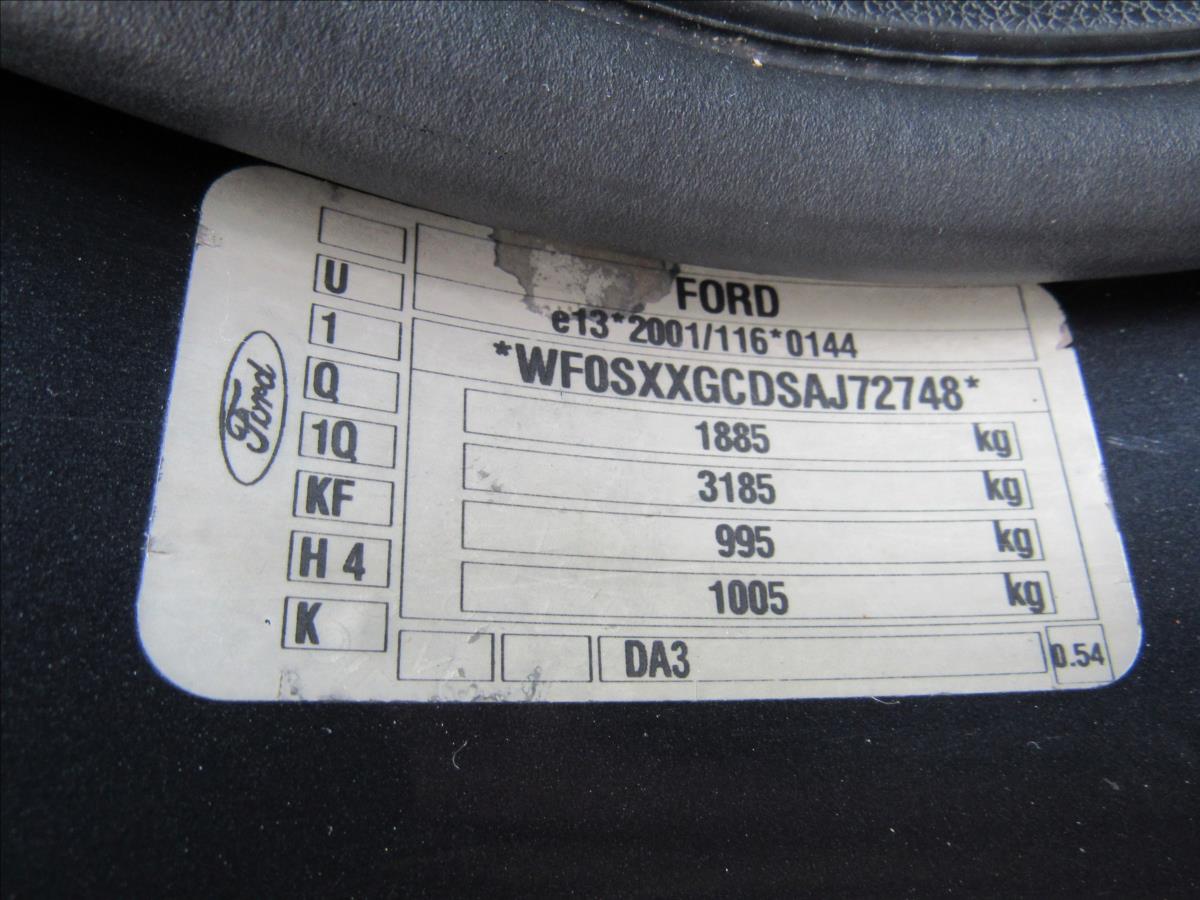 FORD
e13*2001/116*0144
*WF0SXXGCDSAJ72748*
1885 kg
3185 kg
995 kg
1005 kg
U
1
Q
1Q
KF
H 4
K
Ford
DA3
0.54